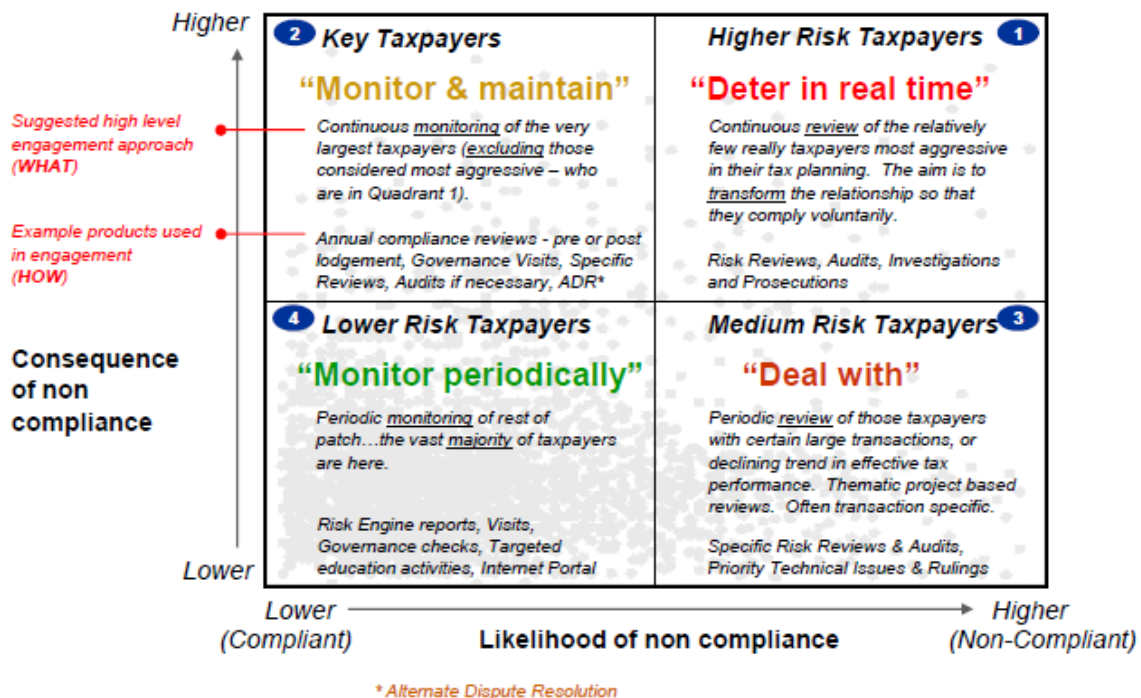 Higher
2 Key Taxpayers
"Monitor & maintain"
Continuous monitoring of the very
largest taxpayers (excluding those
considered most aggressive – who
are in Quadrant 1).
Annual compliance reviews - pre or post
lodgement, Governance Visits, Specific
Reviews, Audits if necessary, ADR*
Higher Risk Taxpayers 1
"Deter in real time"
Continuous review of the relatively
few really taxpayers most aggressive
in their tax planning. The aim is to
transform the relationship so that
they comply voluntarily.
Risk Reviews, Audits, Investigations
and Prosecutions
Suggested high level
engagement approach
(WHAT)
Example products used
in engagement
(HOW)
Consequence
of non
compliance
4 Lower Risk Taxpayers
"Monitor periodically"
Periodic monitoring of rest of
patch…the vast majority of taxpayers
are here.
Risk Engine reports, Visits,
Governance checks, Targeted
education activities, Internet Portal
Medium Risk Taxpayers 3
"Deal with"
Periodic review of those taxpayers
with certain large transactions, or
declining trend in effective tax
performance. Thematic project based
reviews. Often transaction specific.
Specific Risk Reviews & Audits,
Priority Technical Issues & Rulings
Lower
Lower
(Compliant)
Likelihood of non compliance
Higher
(Non-Compliant)
* Alternate Dispute Resolution